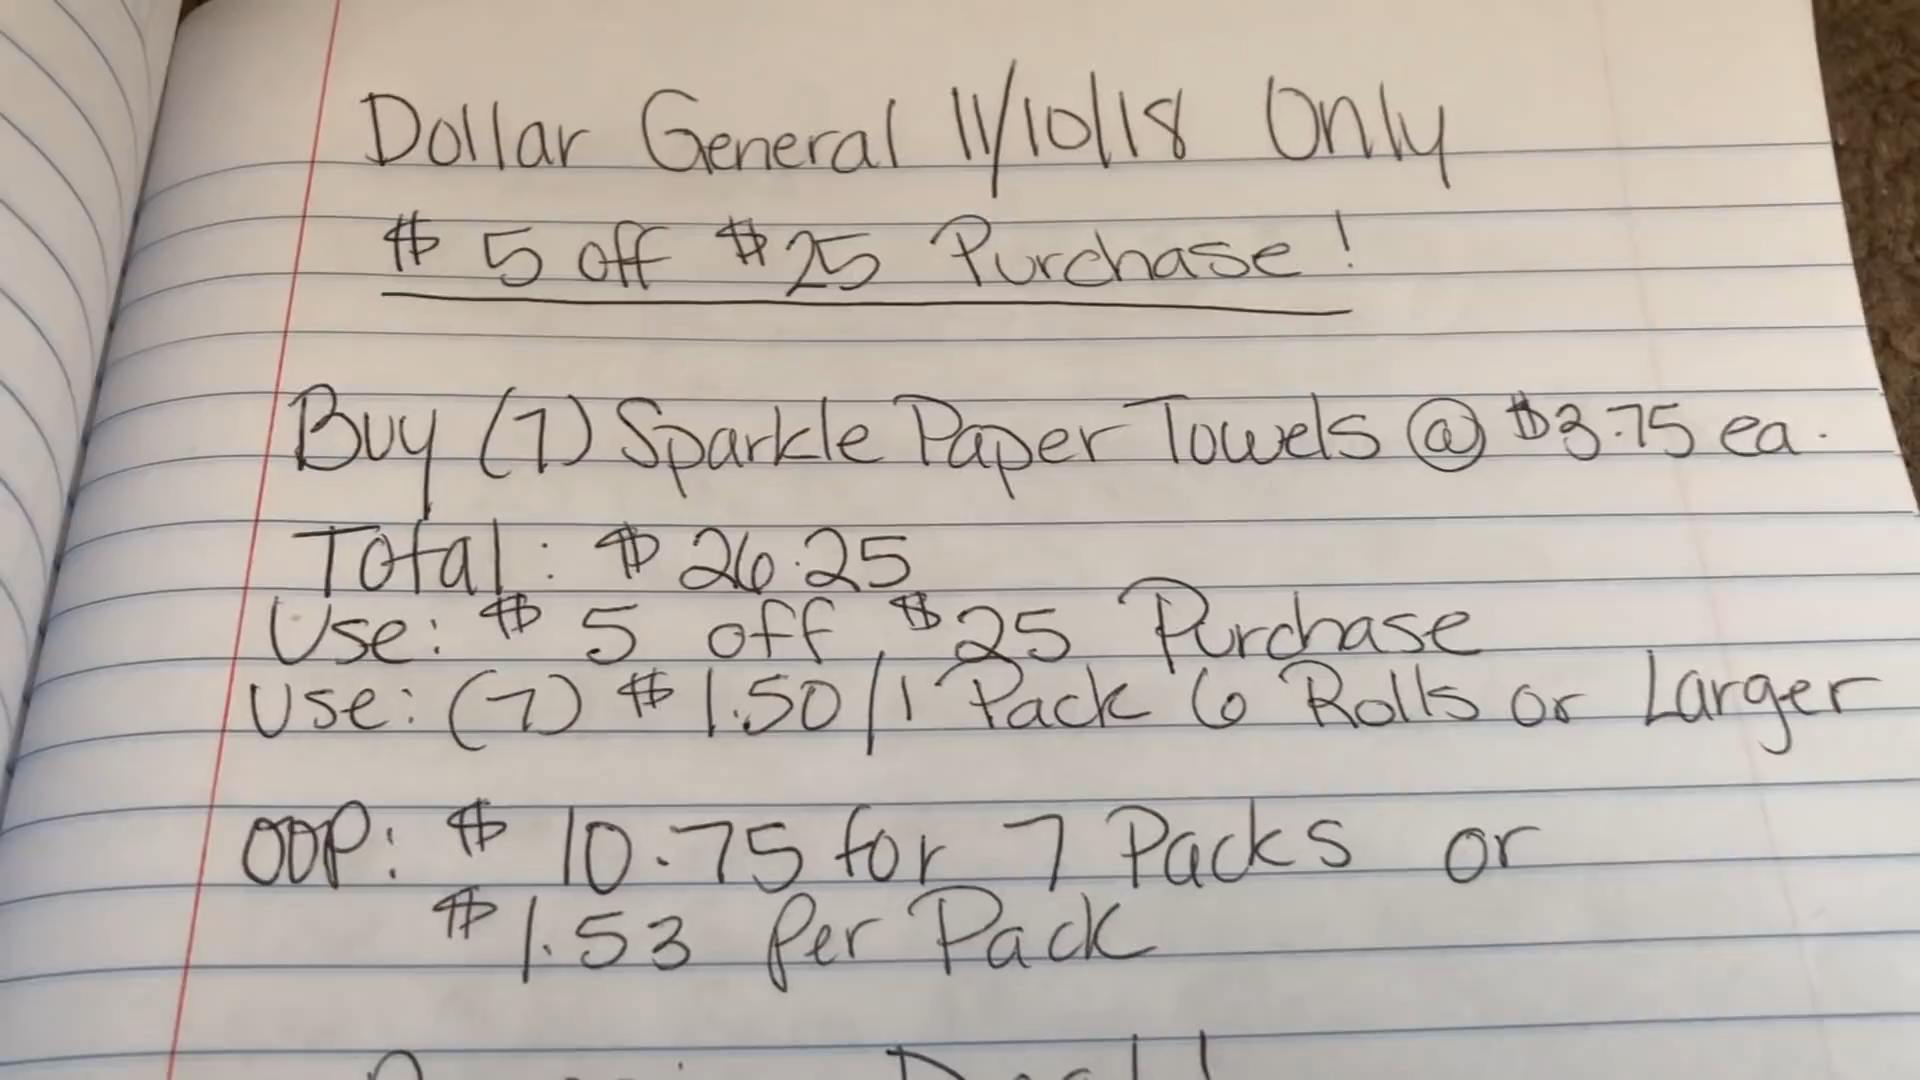 Dollar General 11/10/18 Only
$5 off $25 Purchase!
Buy (7) Sparkle Paper Towels @ $3.75 ea.
Total: $26.25
Use: $5 off $25 Purchase
Use: (7) $1.50/1 Pack 6 Rolls or Larger
OOP: $10.75 for 7 Packs or
$1.53 Per Pack